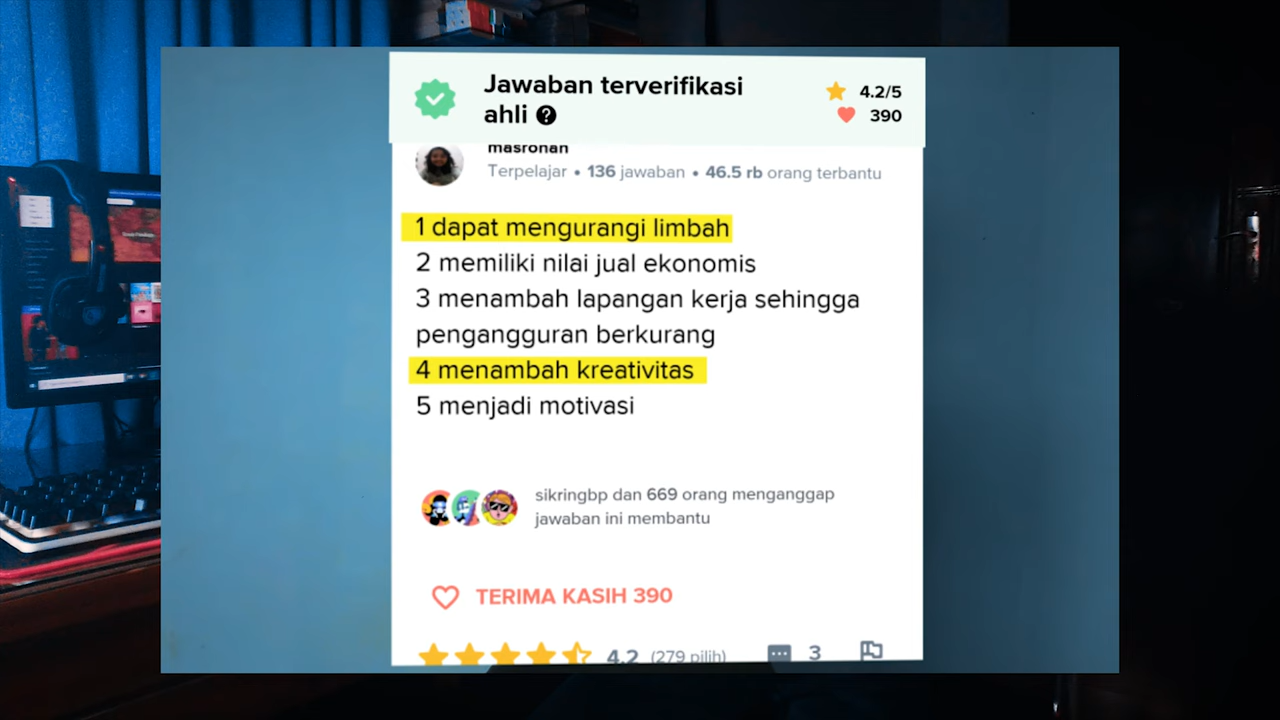 Jawaban terverifikasi
ahli ?
4.2/5
390
masrohah
Terpelajar • 136 jawaban • 46.5 rb orang terbantu
1 dapat mengurangi limbah
2 memiliki nilai jual ekonomis
3 menambah lapangan kerja sehingga
pengangguran berkurang
4 menambah kreativitas
5 menjadi motivasi
sikringbp dan 669 orang menganggap
jawaban ini membantu
TERIMA KASIH 390
4.2 (279 pilih)
3